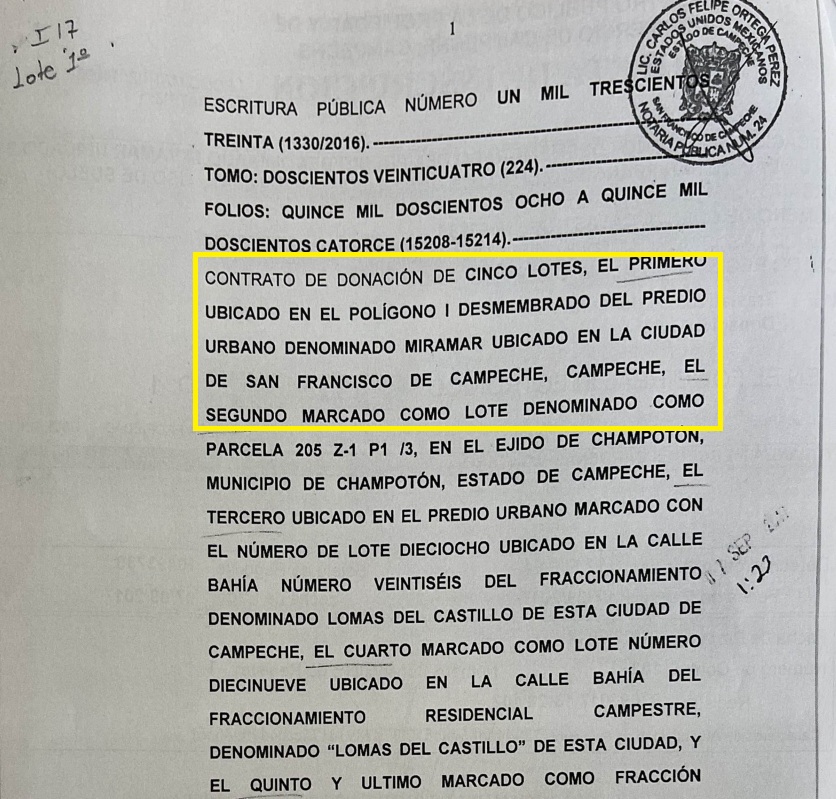 I 17
Lote 1º
1
LIC. CARLOS FELIPE ORTEGA PEREZ
ESTADOS UNIDOS MEXICANOS
ESTADO DE CAMPECHE
SAN FRANCISCO DE CAMPECHE
NOTARIA PUBLICA NUM. 24
ESCRITURA PÚBLICA NÚMERO UN MIL TRESCIENTOS
TREINTA (1330/2016).----------
TOMO: DOSCIENTOS VEINTICUATRO (224).----------
FOLIOS: QUINCE MIL DOSCIENTOS OCHO A QUINCE MIL
DOSCIENTOS CATORCE (15208-15214).----------
CONTRATO DE DONACIÓN DE CINCO LOTES, EL PRIMERO
UBICADO EN EL POLÍGONO I DESMEMBRADO DEL PREDIO
URBANO DENOMINADO MIRAMAR UBICADO EN LA CIUDAD
DE SAN FRANCISCO DE CAMPECHE, CAMPECHE, EL
SEGUNDO MARCADO COMO LOTE DENOMINADO COMO
PARCELA 205 Z-1 P1 /3, EN EL EJIDO DE CHAMPOTÓN,
MUNICIPIO DE CHAMPOTÓN, ESTADO DE CAMPECHE, EL
TERCERO UBICADO EN EL PREDIO URBANO MARCADO CON
EL NÚMERO DE LOTE DIECIOCHO UBICADO EN LA CALLE
BAHÍA NÚMERO VEINTISÉIS DEL FRACCIONAMIENTO
DENOMINADO LOMAS DEL CASTILLO DE ESTA CIUDAD DE
CAMPECHE, EL CUARTO MARCADO COMO LOTE NÚMERO
DIECINUEVE UBICADO EN LA CALLE BAHÍA DEL
FRACCIONAMIENTO RESIDENCIAL CAMPESTRE,
DENOMINADO “LOMAS DEL CASTILLO” DE ESTA CIUDAD, Y
EL QUINTO Y ULTIMO MARCADO COMO FRACCIÓN
SEP
1:23